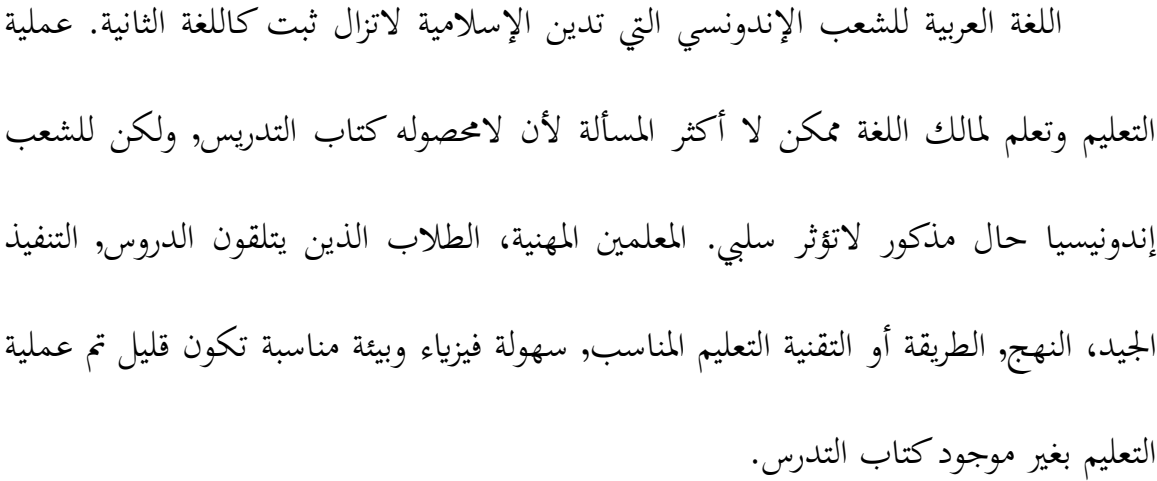 اللغة العربية للشعب الإندونسي التي تدين الإسلامية لاتزال ثبت كاللغة الثانية. عملية
التعليم وتعلم لمالك اللغة ممكن لا أكثر المسألة لأن لامحصوله كتاب التدريس, ولكن للشعب
إندونيسيا حال مذكور لاتؤثر سلبي. المعلمين المهنية، الطلاب الذين يتلقون الدروس, التنفيذ
الجيد، النهج, الطريقة أو التقنية التعليم المناسب, سهولة فيزياء وبيئة مناسبة تكون قليل تم عملية
التعليم بغير موجود كتاب التدرس.